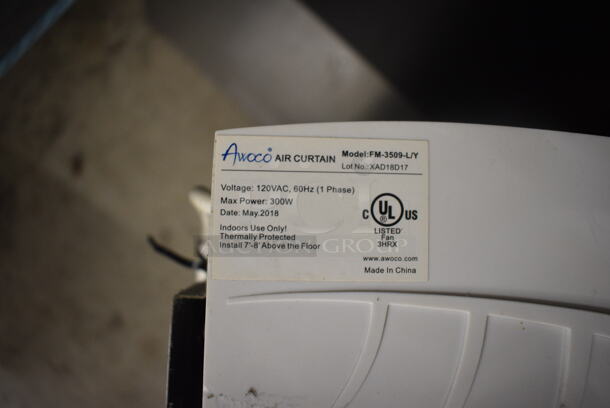 Awoco AIR CURTAIN Model:FM-3509-L/Y
Lot No.:XAD18D17
Voltage: 120VAC, 60Hz (1 Phase)
Max Power: 300W
Date: May.2018
Indoors Use Only!
Thermally Protected
Install 7'-8' Above the Floor
C UL US
LISTED
Fan
3HRX
www.awoco.com
Made In China
GROUP